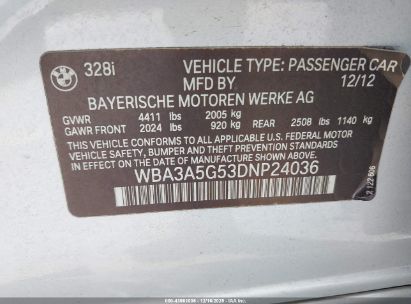 328i
VEHICLE TYPE: PASSENGER CAR
MFD BY 12/12
BAYERISCHE MOTOREN WERKE AG
GVWR 4411 lbs 2005 kg
GAWR FRONT 2024 lbs 920 kg REAR 2508 lbs 1140 kg
THIS VEHICLE CONFORMS TO ALL APPLICABLE U.S. FEDERAL MOTOR
VEHICLE SAFETY, BUMPER AND THEFT PREVENTION STANDARDS
IN EFFECT ON THE DATE OF MANUFACTURE SHOWN ABOVE.
WBA3A5G53DNP24036